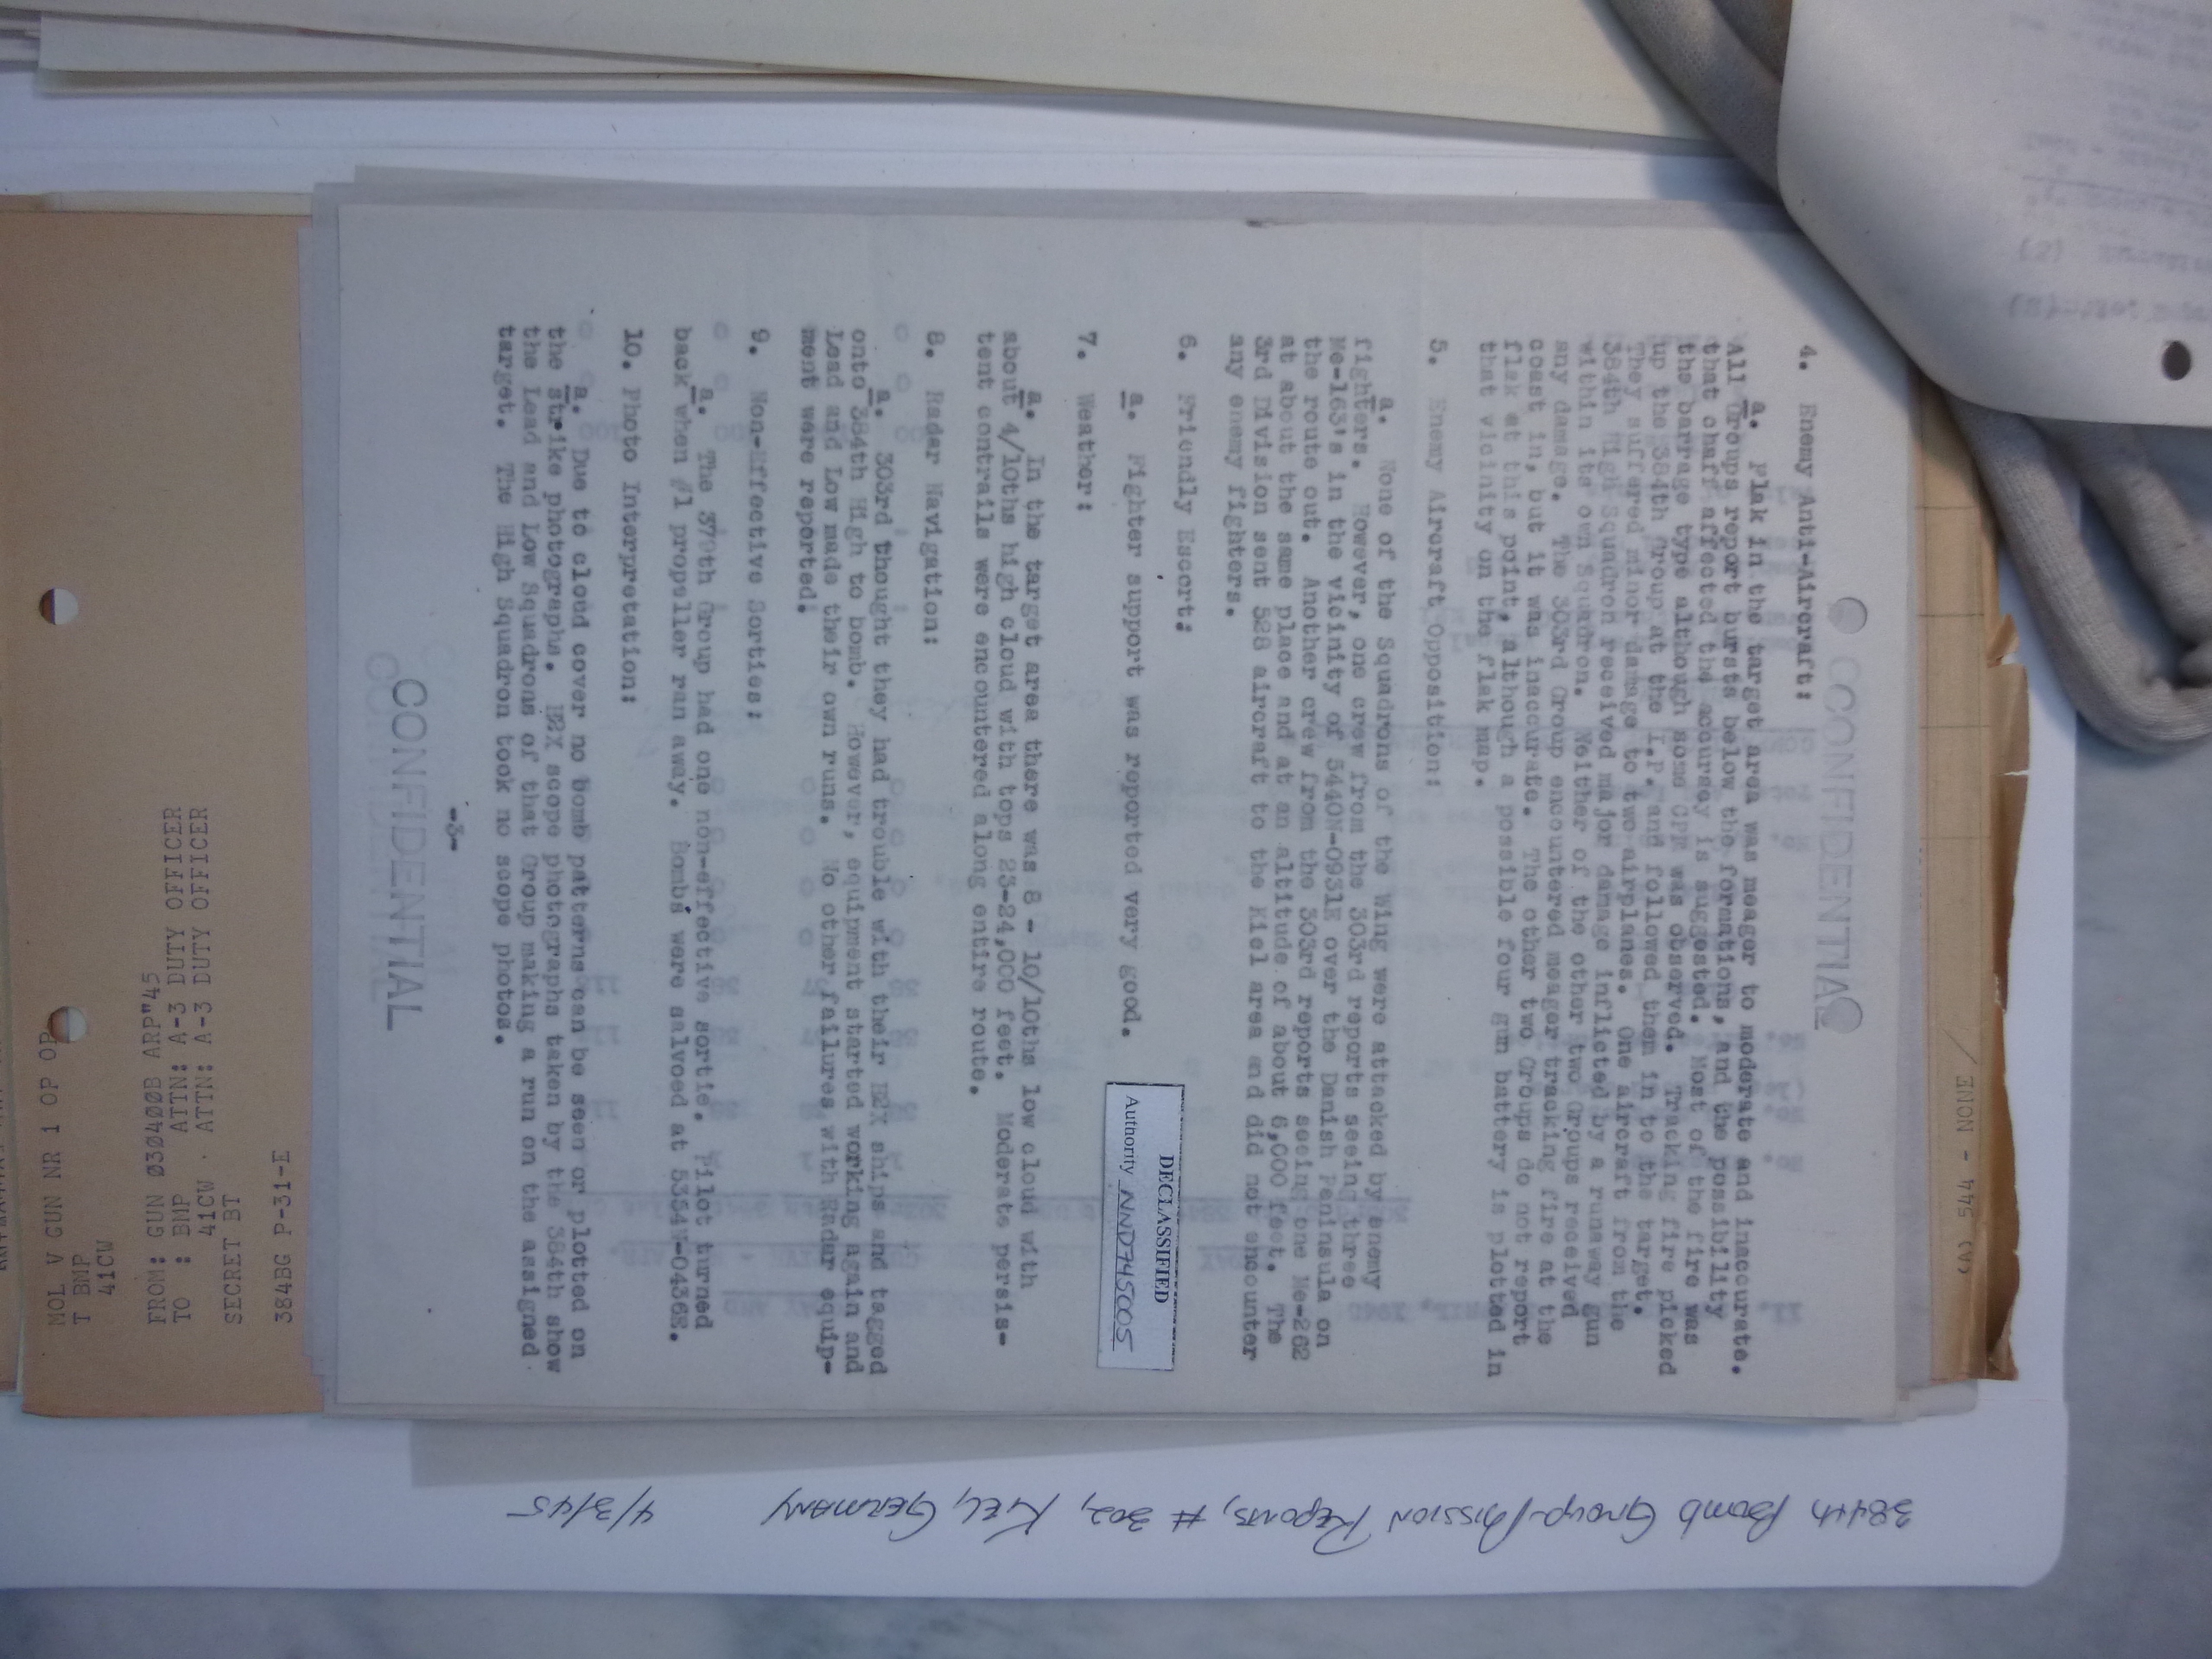 CONFIDENTIAL
4. Enemy Anti-Aircraft:
a. Flak in the target area was meager to moderate and inaccurate.
All Groups report bursts below the formations, and the possibility
that chaff affected the accuracy is suggested. Most of the fire was
the barrage type although some CPF was observed. Tracking fire picked
up the 384th Group at the I.P. and followed them in to the target.
They suffered minor damage to two airplanes. One aircraft from the
384th High Squadron received major damage inflicted by a runaway gun
within its own Squadron. Neither of the other two Groups received
any damage. The 303rd Group encountered meager tracking fire at the
coast in, but it was inaccurate. The other two Groups do not report
flak at this point, although a possible four gun battery is plotted in
that vicinity on the flak map.
5. Enemy Aircraft Opposition:
a. None of the Squadrons of the Wing were attacked by enemy
fighters. However, one crew from the 303rd reports seeing three
Me-163's in the vicinity of 5440N-0931E over the Danish Peninsula on
the route out. Another crew from the 303rd reports seeing one Me-262
at about the same place and at an altitude of about 6,000 feet. The
3rd Division sent 528 aircraft to the Kiel area and did not encounter
any enemy fighters.
6. Friendly Escort:
a. Fighter support was reported very good.
7. Weather:
a. In the target area there was 8 - 10/10ths low cloud with
about 4/10ths high cloud with tops 23-24,000 feet. Moderate persis-
tent contrails were encountered along entire route.
8. Radar Navigation:
a. 303rd thought they had trouble with their H2X ships and tagged
onto 384th High to bomb. However, equipment started working again and
Lead and Low made their own runs. No other failures with Radar equip-
ment were reported.
9. Non-Effective Sorties:
a. The 379th Group had one non-effective sortie. Pilot turned
back when #1 propeller ran away. Bombs were salvoed at 5354N-0436E.
10. Photo Interpretation:
a. Due to cloud cover no bomb patterns can be seen or plotted on
the strike photographs. H2X scope photographs taken by the 384th show
the Lead and Low Squadrons of that Group making a run on the assigned
target. The High Squadron took no scope photos.
-3-
CONFIDENTIAL
DECLASSIFIED
Authority NND745005
384th Bomb Group-Mission Reports, # 302, Kiel, Germany 4/3/45
MOL V GUN NR 1 OP OP
T BMP
41CW
FROM: GUN 030400B ARP"45
TO : BMP ATTN: A-3 DUTY OFFICER
41CW . ATTN: A-3 DUTY OFFICER
SECRET BT
384BG P-31-E
(V) 544 - NONE
(2)